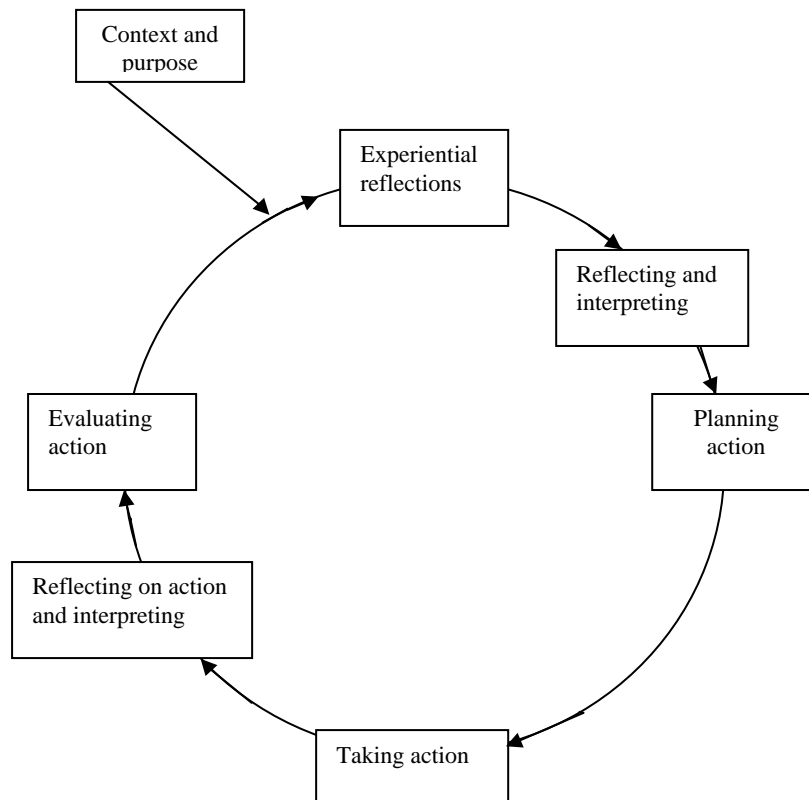 Context and
purpose
Experiential
reflections
Reflecting and
interpreting
Planning
action
Taking action
Reflecting on action
and interpreting
Evaluating
action